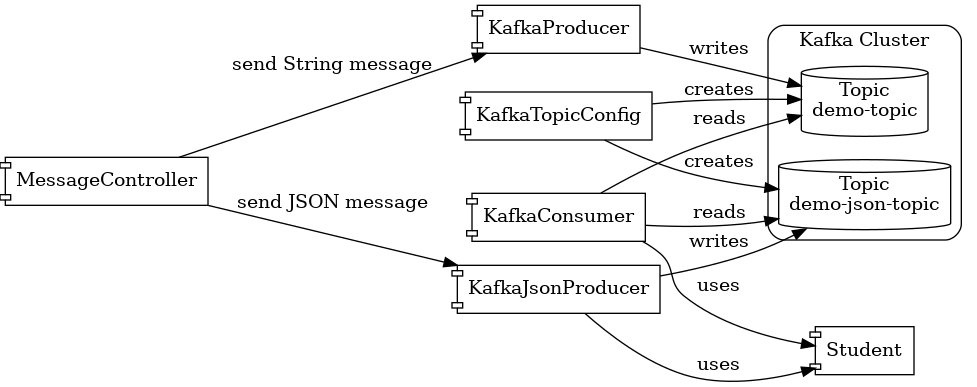 KafkaProducer
Kafka Cluster
writes
send String message
Topic
demo-topic
creates
KafkaTopicConfig
reads
creates
MessageController
Topic
demo-json-topic
send JSON message
KafkaConsumer
reads
writes
KafkaJsonProducer
uses
Student
uses